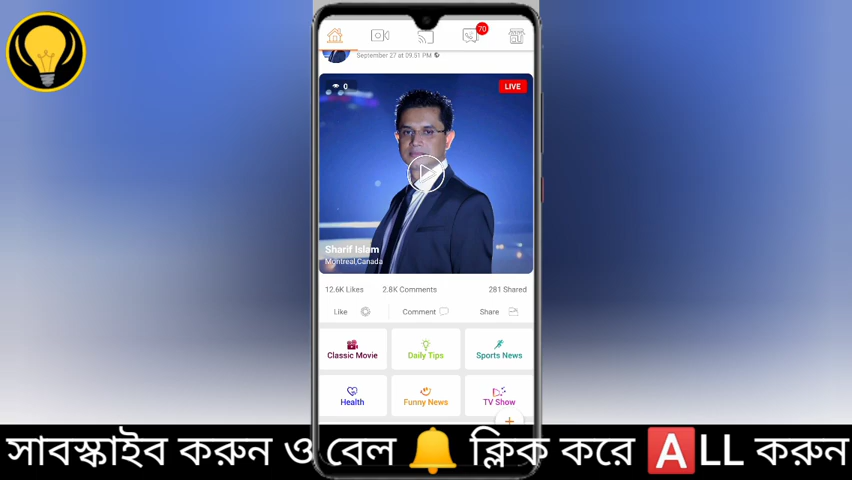 70
September 27 at 09:51 PM
0
LIVE
Sharif Islam
Montreal,Canada
12.6K Likes 2.8K Comments 281 Shared
Like Comment Share
Classic Movie Daily Tips Sports News
Health Funny News TV Show
+
সাবস্ক্রাইব করুন ও বেল 🔔 ক্লিক করে ALL করুন